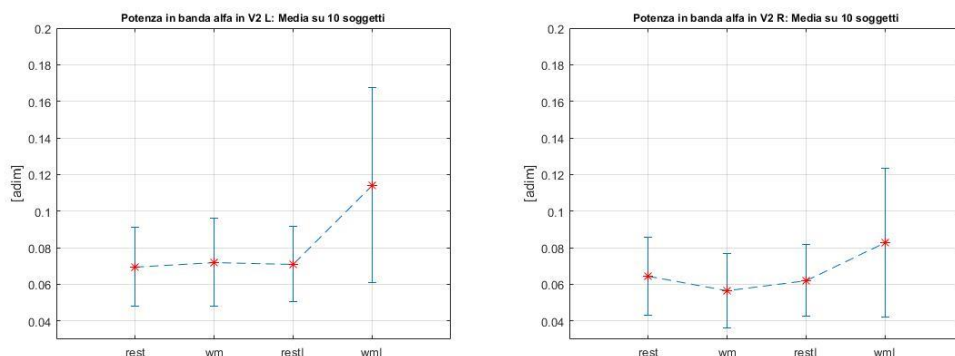 Potenza in banda alfa in V2 L: Media su 10 soggetti
0.2
0.18
0.16
0.14
0.12
0.1
0.08
0.06
0.04
[adim]
rest
wm
restl
wml
Potenza in banda alfa in V2 R: Media su 10 soggetti
0.2
0.18
0.16
0.14
0.12
0.1
0.08
0.06
0.04
[adim]
rest
wm
restl
wml